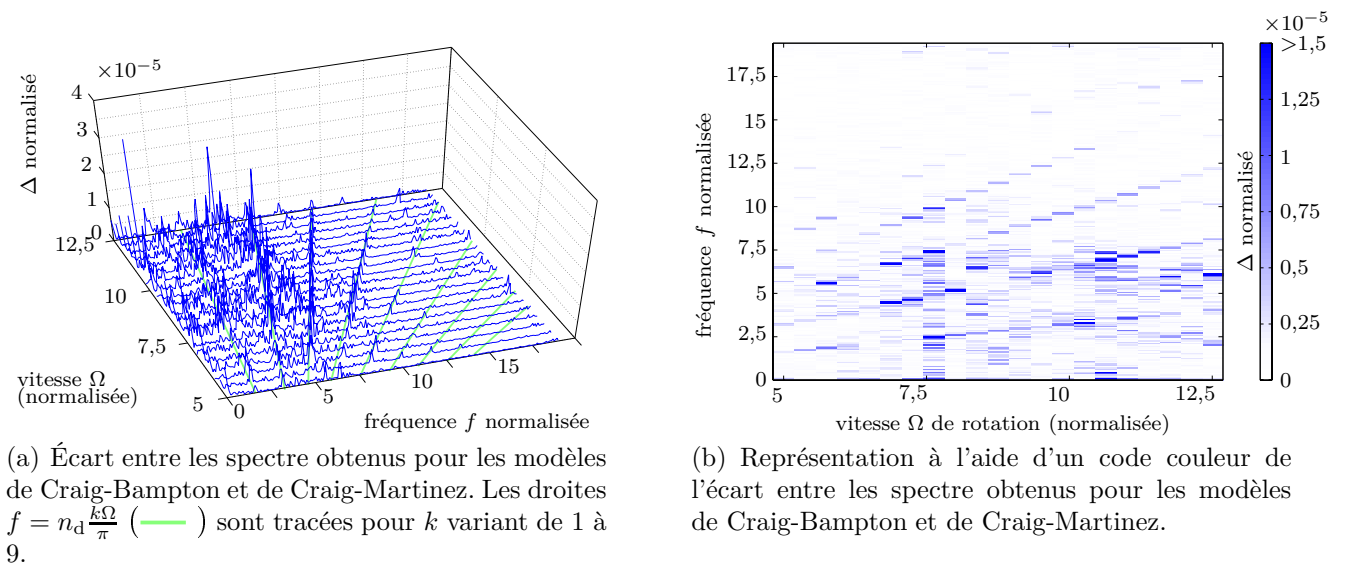 ×10−5
4
3
2
1
0
Δ normalisé
12,5
10
7,5
5
vitesse Ω
(normalisée)
0
5
10
15
fréquence f normalisée
(a) Écart entre les spectre obtenus pour les modèles
de Craig-Bampton et de Craig-Martinez. Les droites
f = nd kΩ/π ( ) sont tracées pour k variant de 1 à
9.
17,5
15
12,5
10
7,5
5
2,5
0
fréquence f normalisée
5
7,5
10
12,5
vitesse Ω de rotation (normalisée)
×10−5
>1,5
1,25
1
0,75
0,5
0,25
0
Δ normalisé
(b) Représentation à l'aide d'un code couleur de
l'écart entre les spectre obtenus pour les modèles
de Craig-Bampton et de Craig-Martinez.